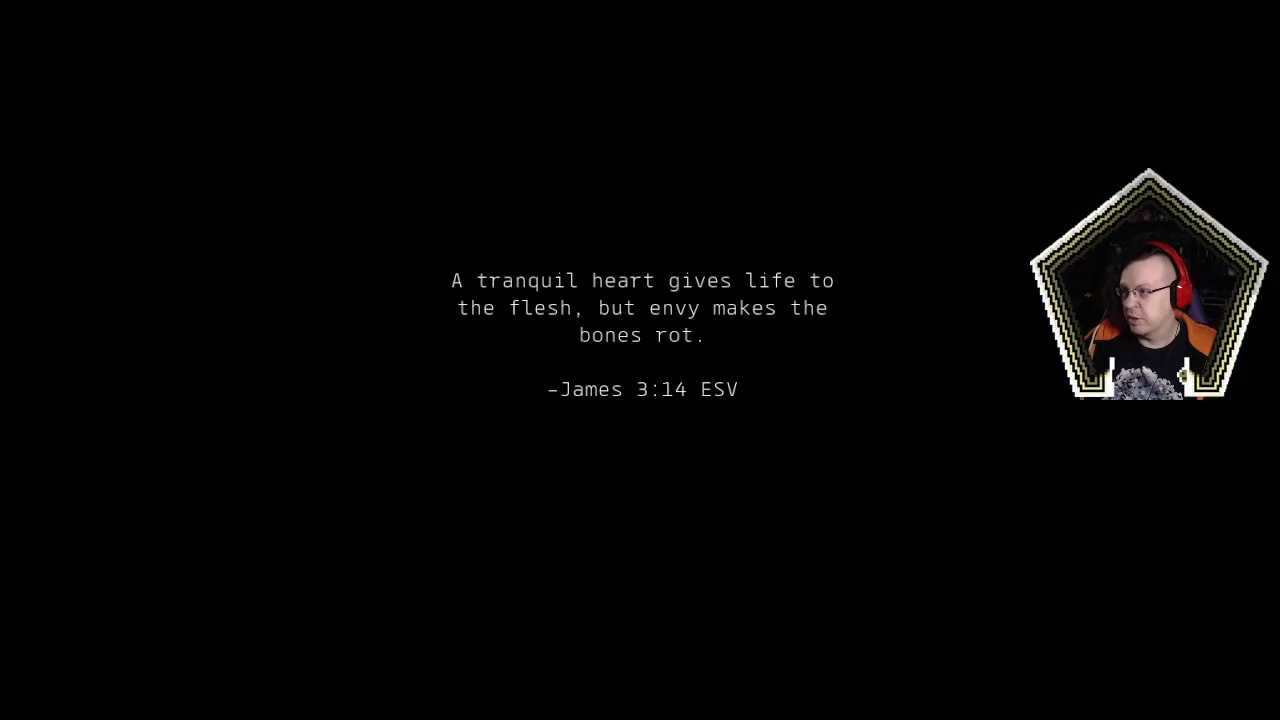 A tranquil heart gives life to
the flesh, but envy makes the
bones rot.
–James 3:14 ESV